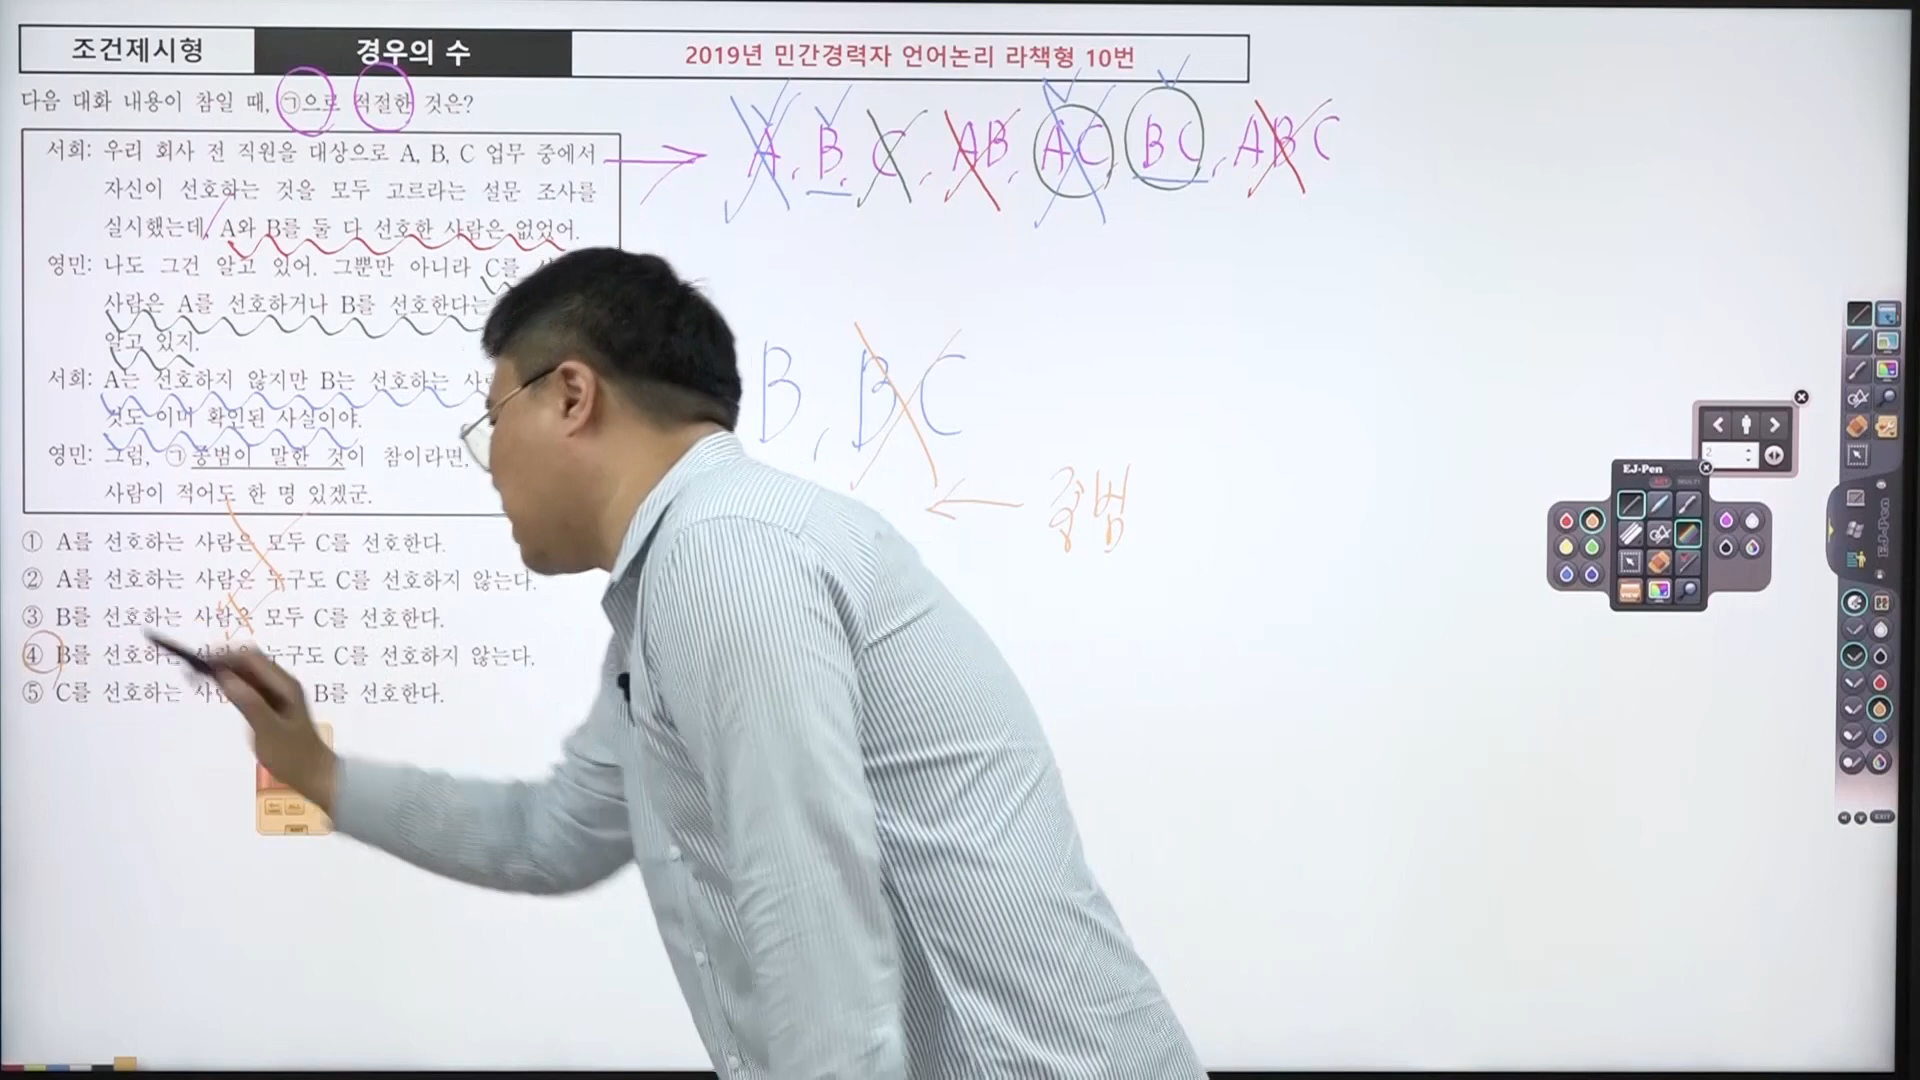 조건제시형
경우의 수
2019년 민간경력자 언어논리 라책형 10번
다음 대화 내용이 참일 때, ㉠으로 적절한 것은?
서희: 우리 회사 전 직원을 대상으로 A, B, C 업무 중에서
자신이 선호하는 것을 모두 고르라는 설문 조사를
실시했는데, A와 B를 둘 다 선호한 사람은 없었어.
영민: 나도 그건 알고 있어. 그뿐만 아니라 C를
사람은 A를 선호하거나 B를 선호한다는
알고 있지.
서희: A는 선호하지 않지만 B는 선호하는
것도 이미 확인된 사실이야.
영민: 그럼, ㉠중범이 말한 것이 참이라면,
사람이 적어도 한 명 있겠군.
① A를 선호하는 사람은 모두 C를 선호한다.
② A를 선호하는 사람은 누구도 C를 선호하지 않는다.
③ B를 선호하는 사람은 모두 C를 선호한다.
④ B를 선호하는 사람은 누구도 C를 선호하지 않는다.
⑤ C를 선호하는 B를 선호한다.
A, B, C, AB, AC, BC, ABC
B, BC
중범
EJ-Pen
2
EXIT